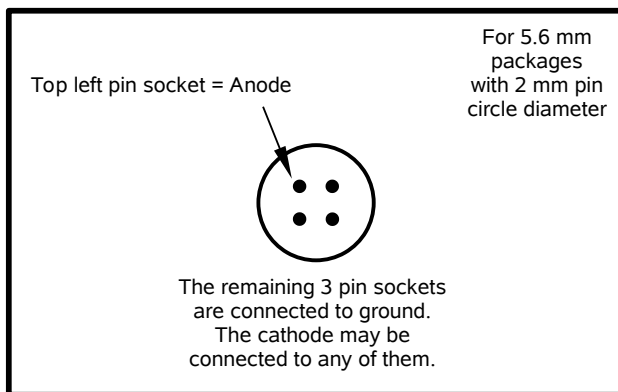 For 5.6 mm
packages
with 2 mm pin
circle diameter
Top left pin socket = Anode
The remaining 3 pin sockets
are connected to ground.
The cathode may be
connected to any of them.